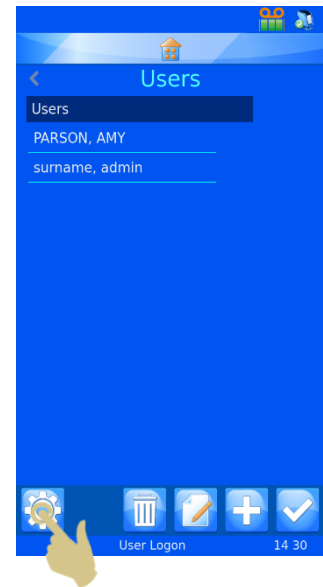 Users
Users
PARSON, AMY
surname, admin
User Logon
14 30